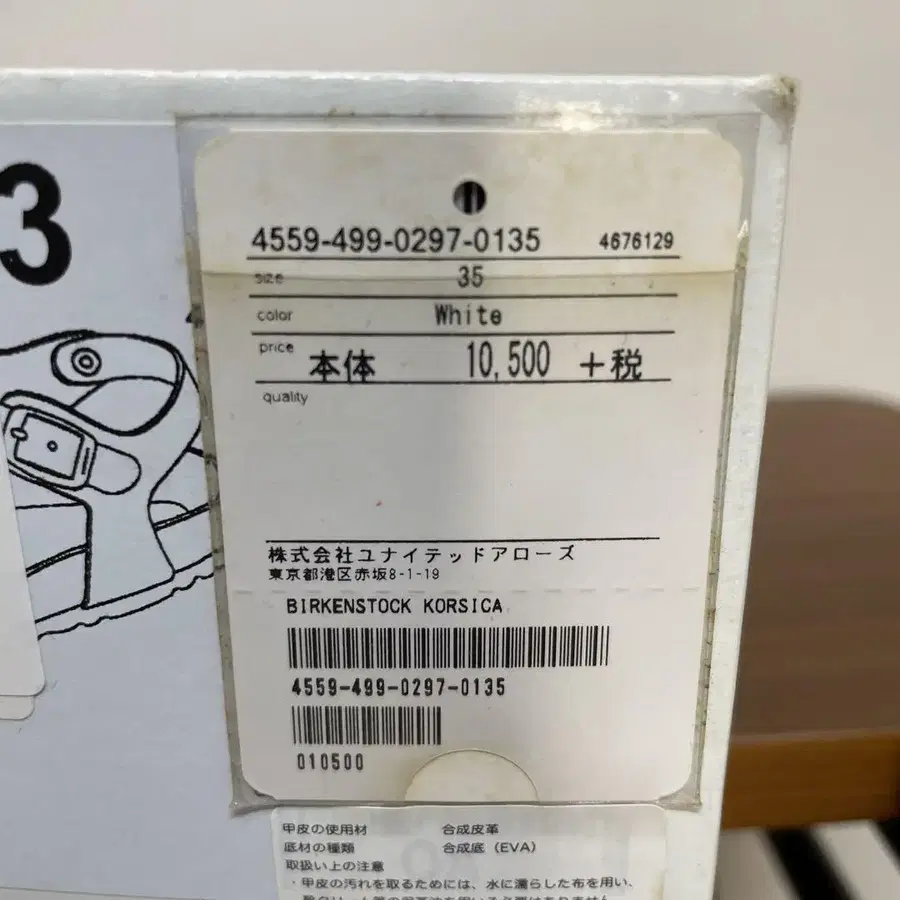 3
4559-499-0297-0135 4676129
size 35
color White
price 本体 10,500 +税
quality
株式会社ユナイテッドアローズ
東京都港区赤坂8-1-19
BIRKENSTOCK KORSICA
4559-499-0297-0135
010500
甲皮の使用材 合成皮革
底材の種類 合成底(EVA)
取扱い上の注意
・甲皮の汚れを取るためには、水に濡らした布を用い、